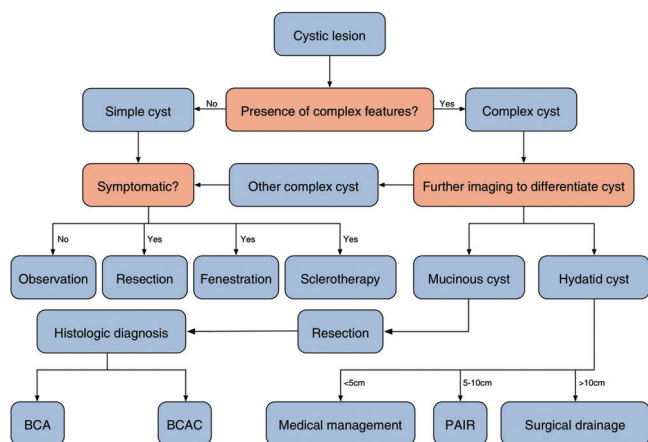 Cystic lesion
Simple cyst
No
Presence of complex features?
Yes
Complex cyst
Symptomatic?
Other complex cyst
Further imaging to differentiate cyst
No
Yes
Yes
Yes
Observation
Resection
Fenestration
Sclerotherapy
Mucinous cyst
Hydatid cyst
Histologic diagnosis
Resection
<5cm
5-10cm
>10cm
BCA
BCAC
Medical management
PAIR
Surgical drainage